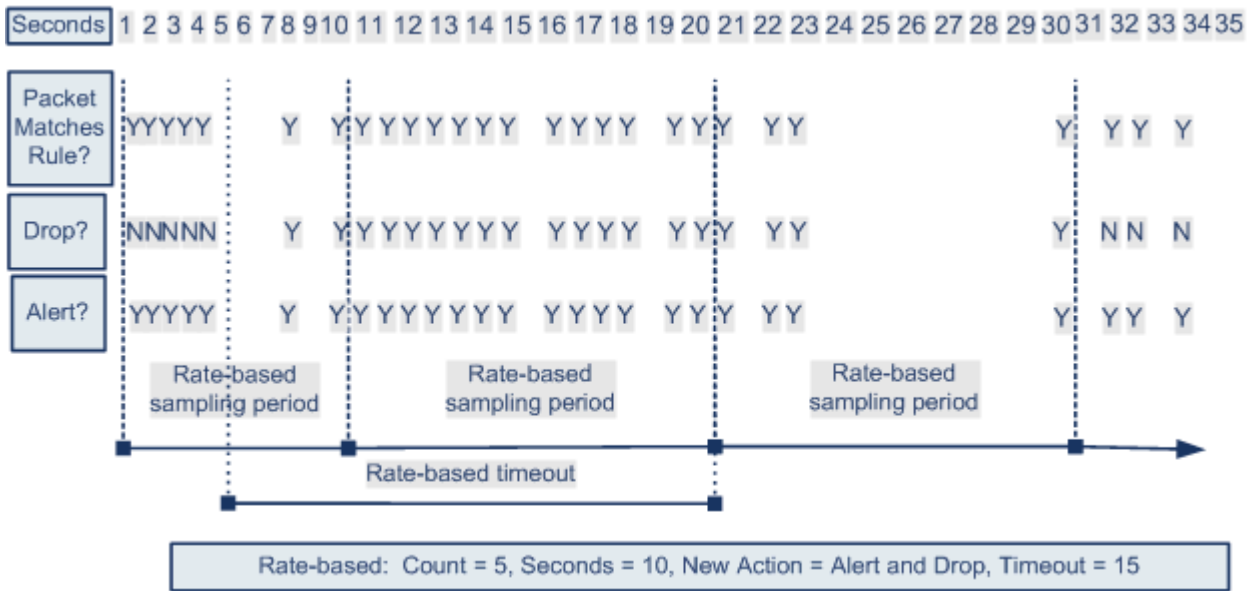 Seconds 1 2 3 4 5 6 7 8 9 10 11 12 13 14 15 16 17 18 19 20 21 22 23 24 25 26 27 28 29 30 31 32 33 34 35
Packet
Matches
Rule?
YYYYY Y Y Y Y Y Y Y Y Y Y Y Y Y Y Y Y Y Y Y Y Y Y
Drop?
NNNNN Y Y Y Y Y Y Y Y Y Y Y Y Y Y Y Y Y Y Y N N N
Alert?
YYYYY Y Y Y Y Y Y Y Y Y Y Y Y Y Y Y Y Y Y Y Y Y Y
Rate-based
sampling period
Rate-based
sampling period
Rate-based
sampling period
Rate-based timeout
Rate-based: Count = 5, Seconds = 10, New Action = Alert and Drop, Timeout = 15